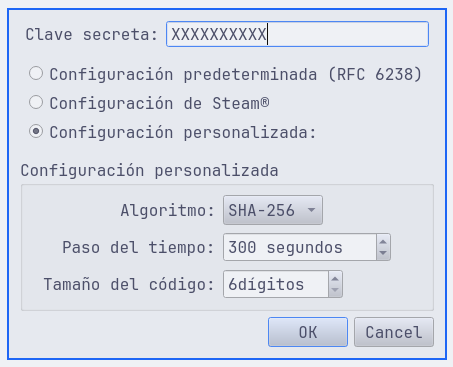 Clave secreta: XXXXXXXXXX
Configuración predeterminada (RFC 6238)
Configuración de Steam®
Configuración personalizada:
Configuración personalizada
Algoritmo: SHA-256
Paso del tiempo: 300 segundos
Tamaño del código: 6dígitos
OK Cancel